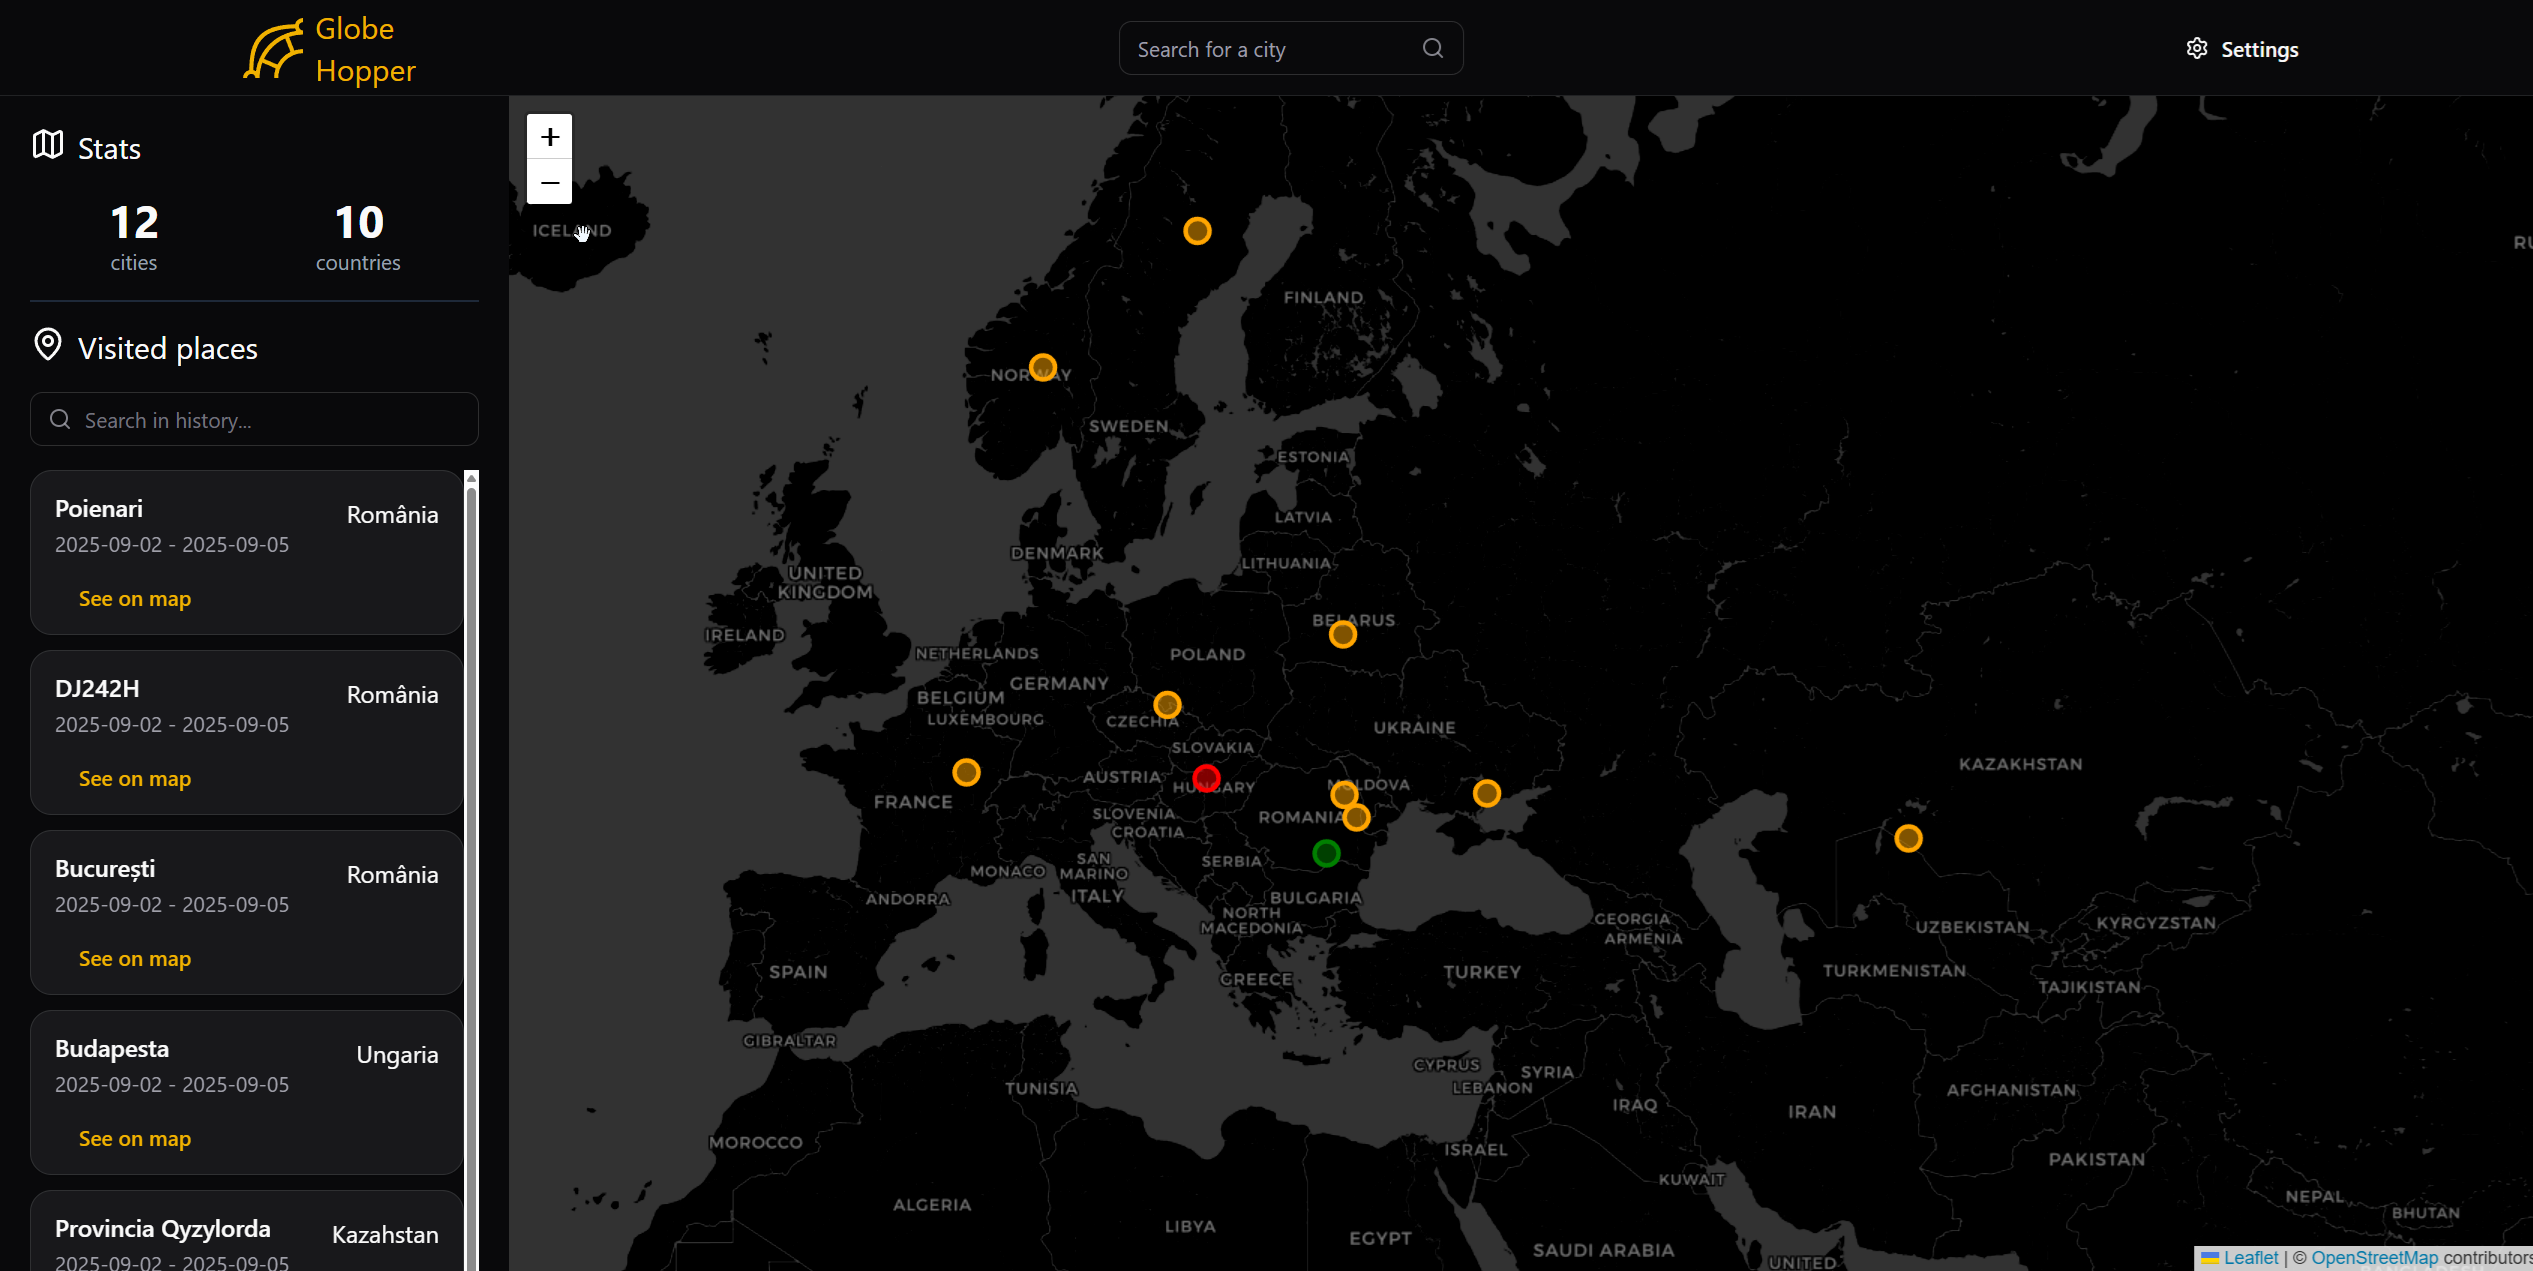 Globe
Hopper
Search for a city
Settings
Stats
12
cities
10
countries
Visited places
Search in history...
Poienari
România
2025-09-02 - 2025-09-05
See on map
DJ242H
România
2025-09-02 - 2025-09-05
See on map
București
România
2025-09-02 - 2025-09-05
See on map
Budapesta
Ungaria
2025-09-02 - 2025-09-05
See on map
Provincia Qyzylorda
Kazahstan
2025-09-02 - 2025-09-05
+
−
ICELAND
RU
FINLAND
NORWAY
SWEDEN
ESTONIA
LATVIA
DENMARK
LITHUANIA
UNITED
KINGDOM
BELARUS
IRELAND
NETHERLANDS
POLAND
GERMANY
BELGIUM
LUXEMBOURG
CZECHIA
UKRAINE
SLOVAKIA
KAZAKHSTAN
AUSTRIA
HUNGARY
MOLDOVA
FRANCE
SLOVENIA
ROMANIA
CROATIA
SAN
MARINO
SERBIA
MONACO
ITALY
ANDORRA
BULGARIA
NORTH
MACEDONIA
GEORGIA
ARMENIA
UZBEKISTAN
KYRGYZSTAN
SPAIN
GREECE
TURKEY
TURKMENISTAN
TAJIKISTAN
GIBRALTAR
CYPRUS
SYRIA
LEBANON
TUNISIA
AFGHANISTAN
IRAQ
IRAN
MOROCCO
ISRAEL
PAKISTAN
KUWAIT
NEPAL
ALGERIA
BHUTAN
LIBYA
EGYPT
SAUDI ARABIA
UNITED
Leaflet | © OpenStreetMap contributors